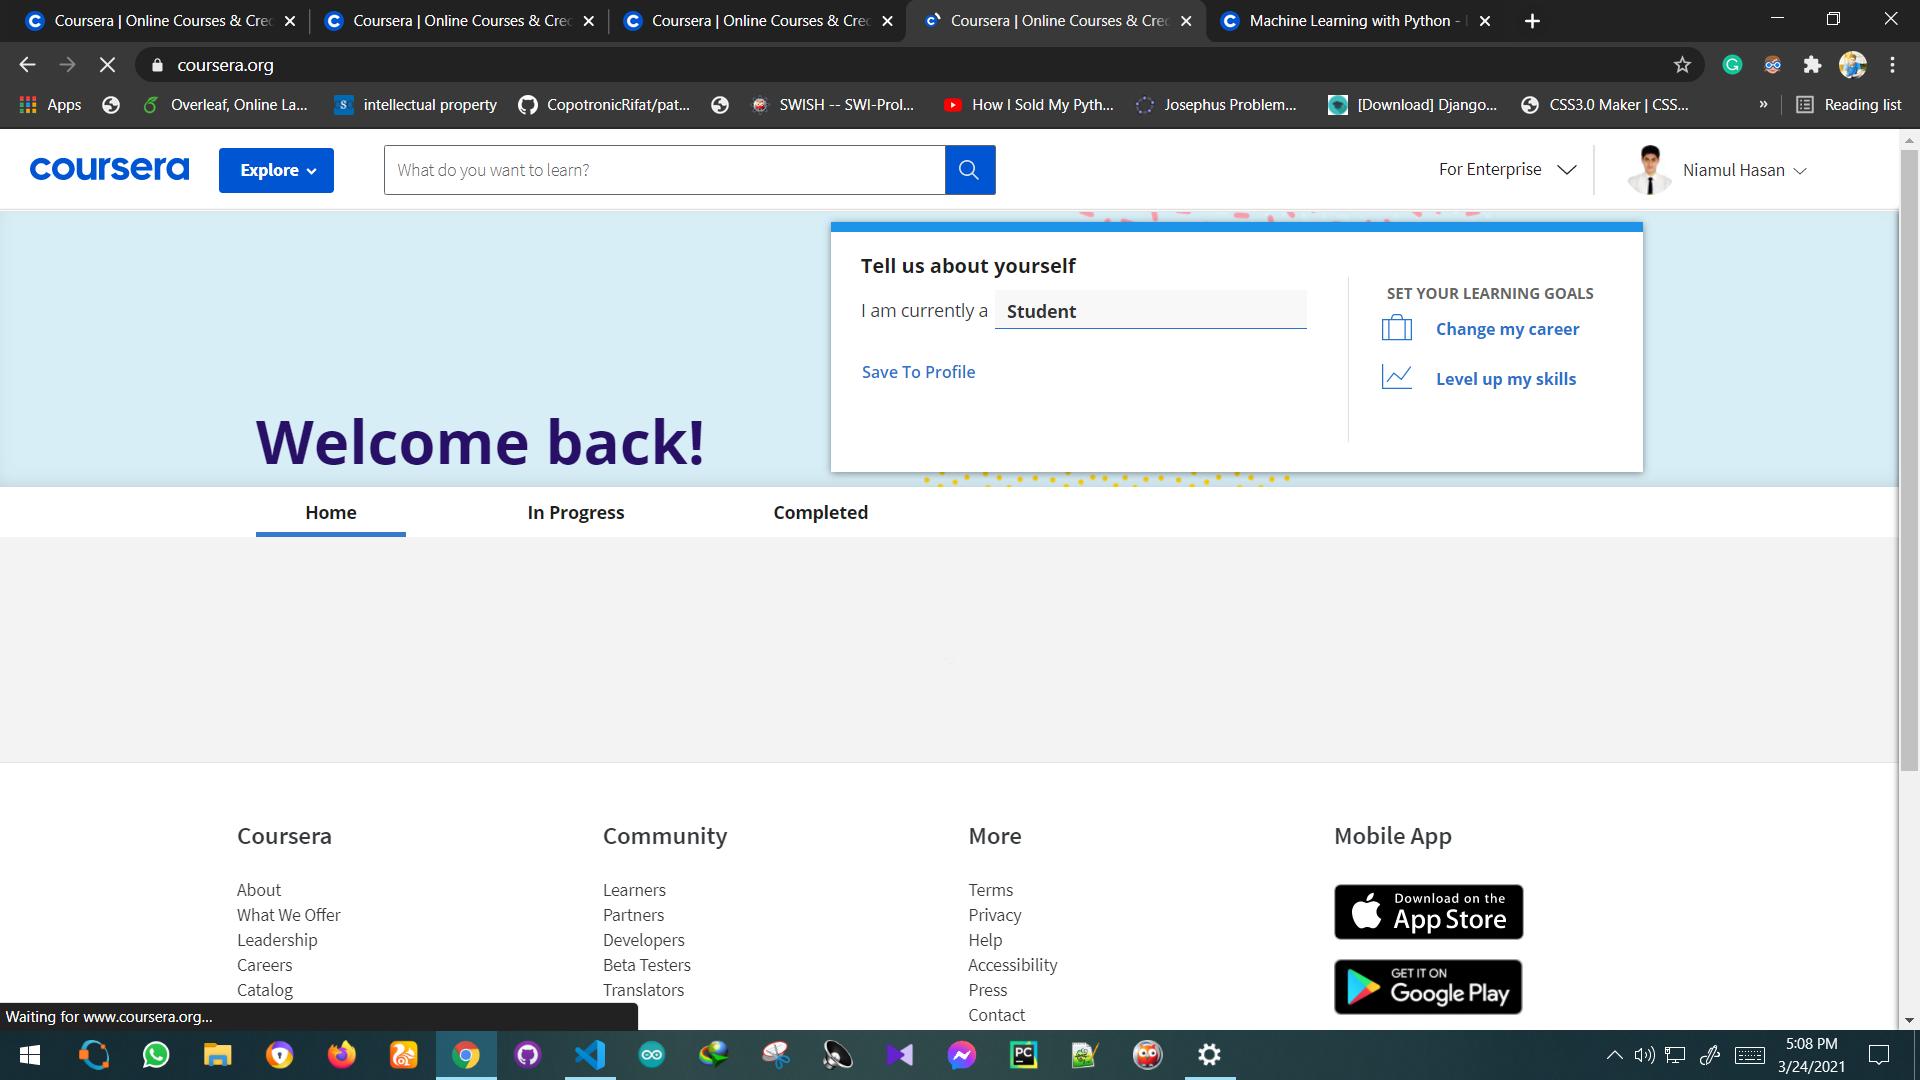 Coursera | Online Courses & Cred
Coursera | Online Courses & Cred
Coursera | Online Courses & Cred
Coursera | Online Courses & Cred
Machine Learning with Python -
coursera.org
Apps
Overleaf, Online La...
intellectual property
CopotronicRifat/pat...
SWISH -- SWI-Prol...
How I Sold My Pyth...
Josephus Problem...
[Download] Django...
CSS3.0 Maker | CSS...
»
Reading list
coursera
Explore
What do you want to learn?
For Enterprise
Niamul Hasan
Tell us about yourself
I am currently a Student
Save To Profile
SET YOUR LEARNING GOALS
Change my career
Level up my skills
Welcome back!
Home
In Progress
Completed
Coursera
About
What We Offer
Leadership
Careers
Catalog
Community
Learners
Partners
Developers
Beta Testers
Translators
More
Terms
Privacy
Help
Accessibility
Press
Contact
Mobile App
Download on the
App Store
GET IT ON
Google Play
Waiting for www.coursera.org...
PC
5:08 PM
3/24/2021